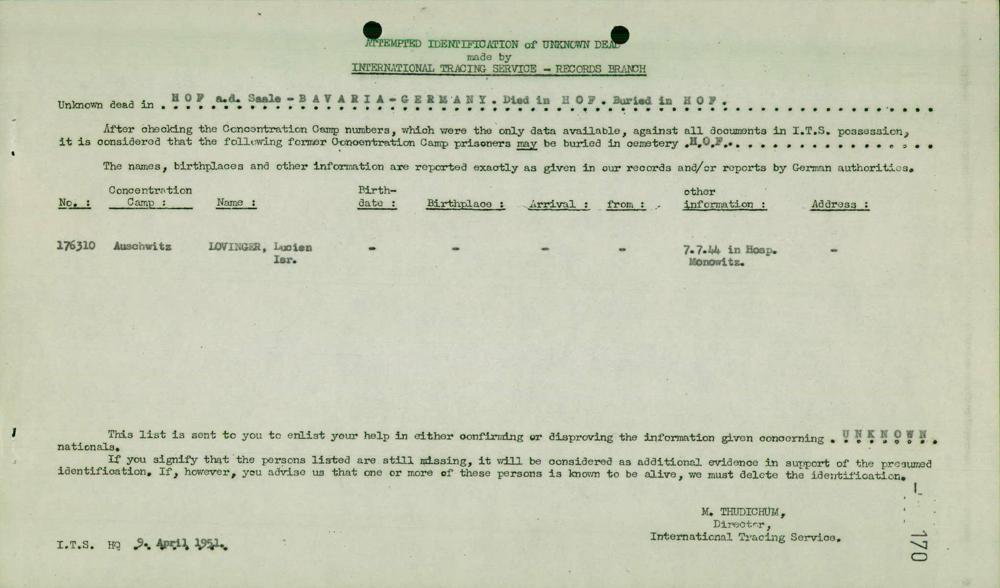 ATTEMPTED IDENTIFICATION of UNKNOWN DEAD
made by
INTERNATIONAL TRACING SERVICE - RECORDS BRANCH
Unknown dead in . HOF a.d. Saale - BAVARIA - GERMANY. Died in HOF. Buried in HOF.
After checking the Concentration Camp numbers, which were the only data available, against all documents in I.T.S. possession,
it is considered that the following former Concentration Camp prisoners may be buried in cemetery .H.O.F..
The names, birthplaces and other information are reported exactly as given in our records and/or reports by German authorities.
No. : Concentration Camp : Name : Birth-date : Birthplace : Arrival : from : other information : Address :
176310 Auschwitz LOVINGER, Lucien - - - - 7.7.44 in Hosp. -
Isr. Monowitz.
This list is sent to you to enlist your help in either confirming or disproving the information given concerning . UNKNOWN.
nationals.
If you signify that the persons listed are still missing, it will be considered as additional evidence in support of the presumed
identification. If, however, you advise us that one or more of these persons is known to be alive, we must delete the identification.
M. THUDICHUM,
Director,
International Tracing Service.
I.T.S. HQ 9. April 1951.
170